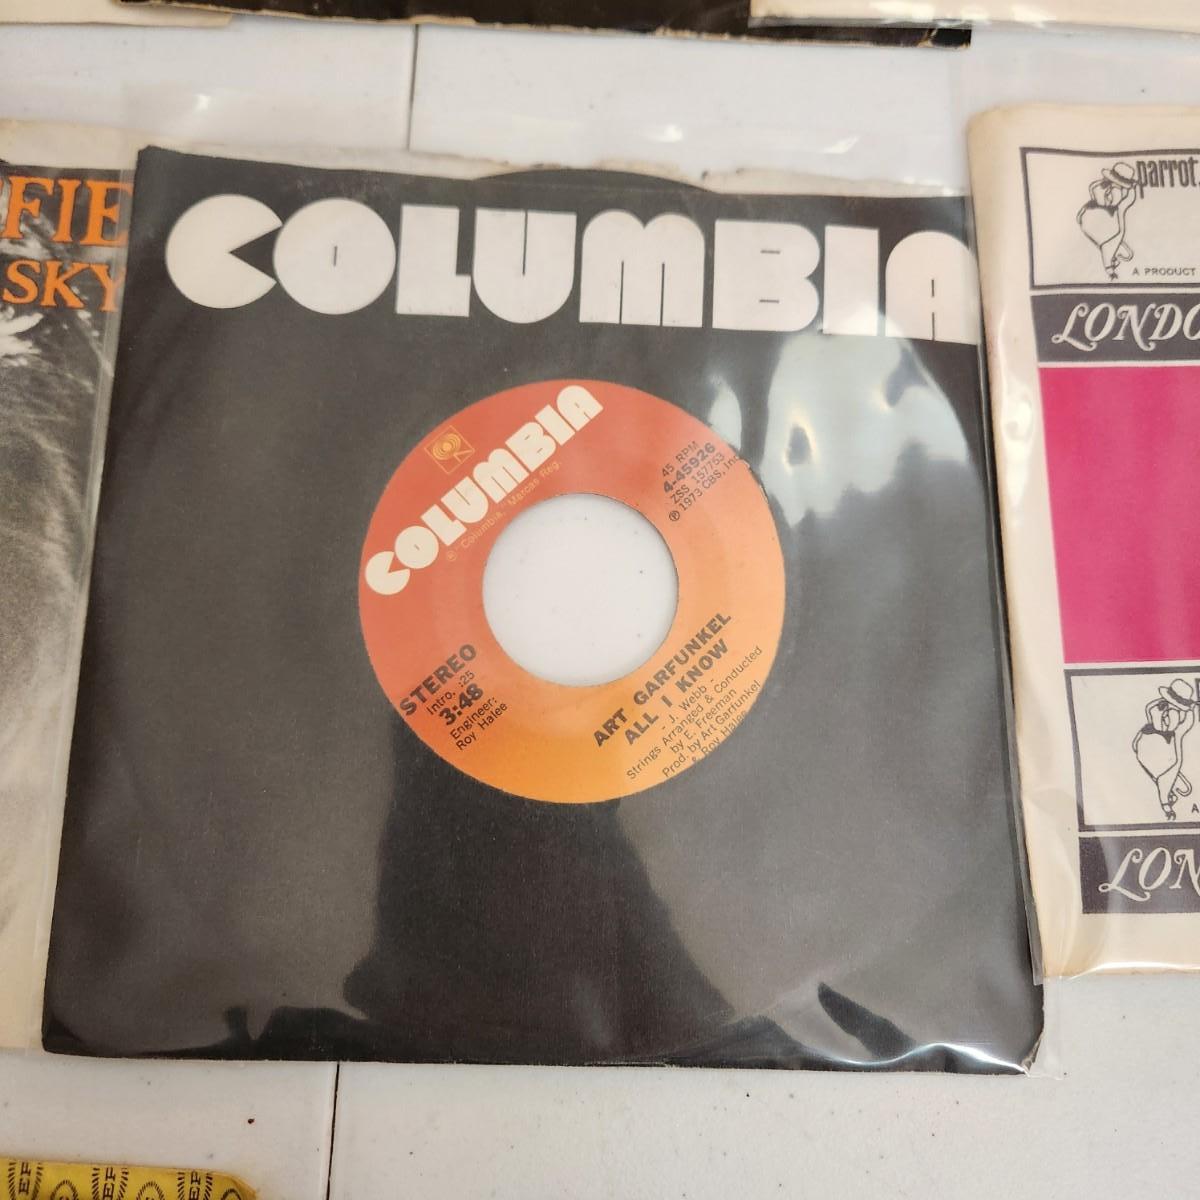 FIE
SKY
COLUMBIA
COLUMBIA
® "Columbia," Marcas Reg.
45 RPM
4-45926
ZSS 157763
℗ 1973 CBS, Inc.
STEREO
Intro. :25
3:48
Engineer:
Roy Halee
ART GARFUNKEL
ALL I KNOW
- J. Webb -
Strings Arranged & Conducted
by E. Freeman
Prod. by Art Garfunkel
& Roy Halee
parrot
A PRODUCT
LONDO
A
LON